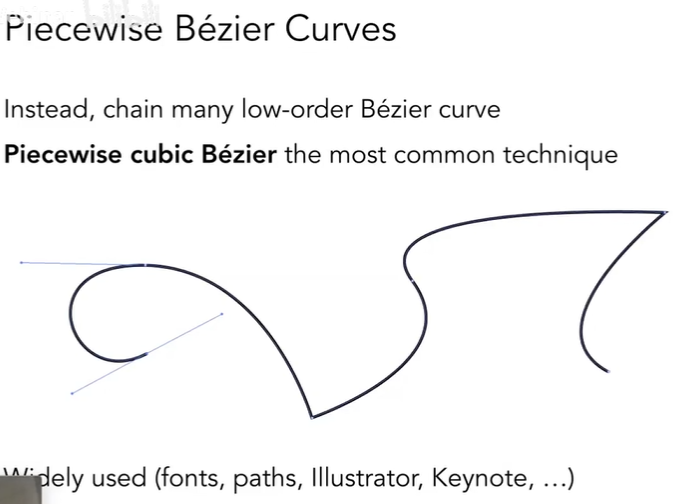 Piecewise Bézier Curves
Instead, chain many low-order Bézier curve
Piecewise cubic Bézier the most common technique
Widely used (fonts, paths, Illustrator, Keynote, …)